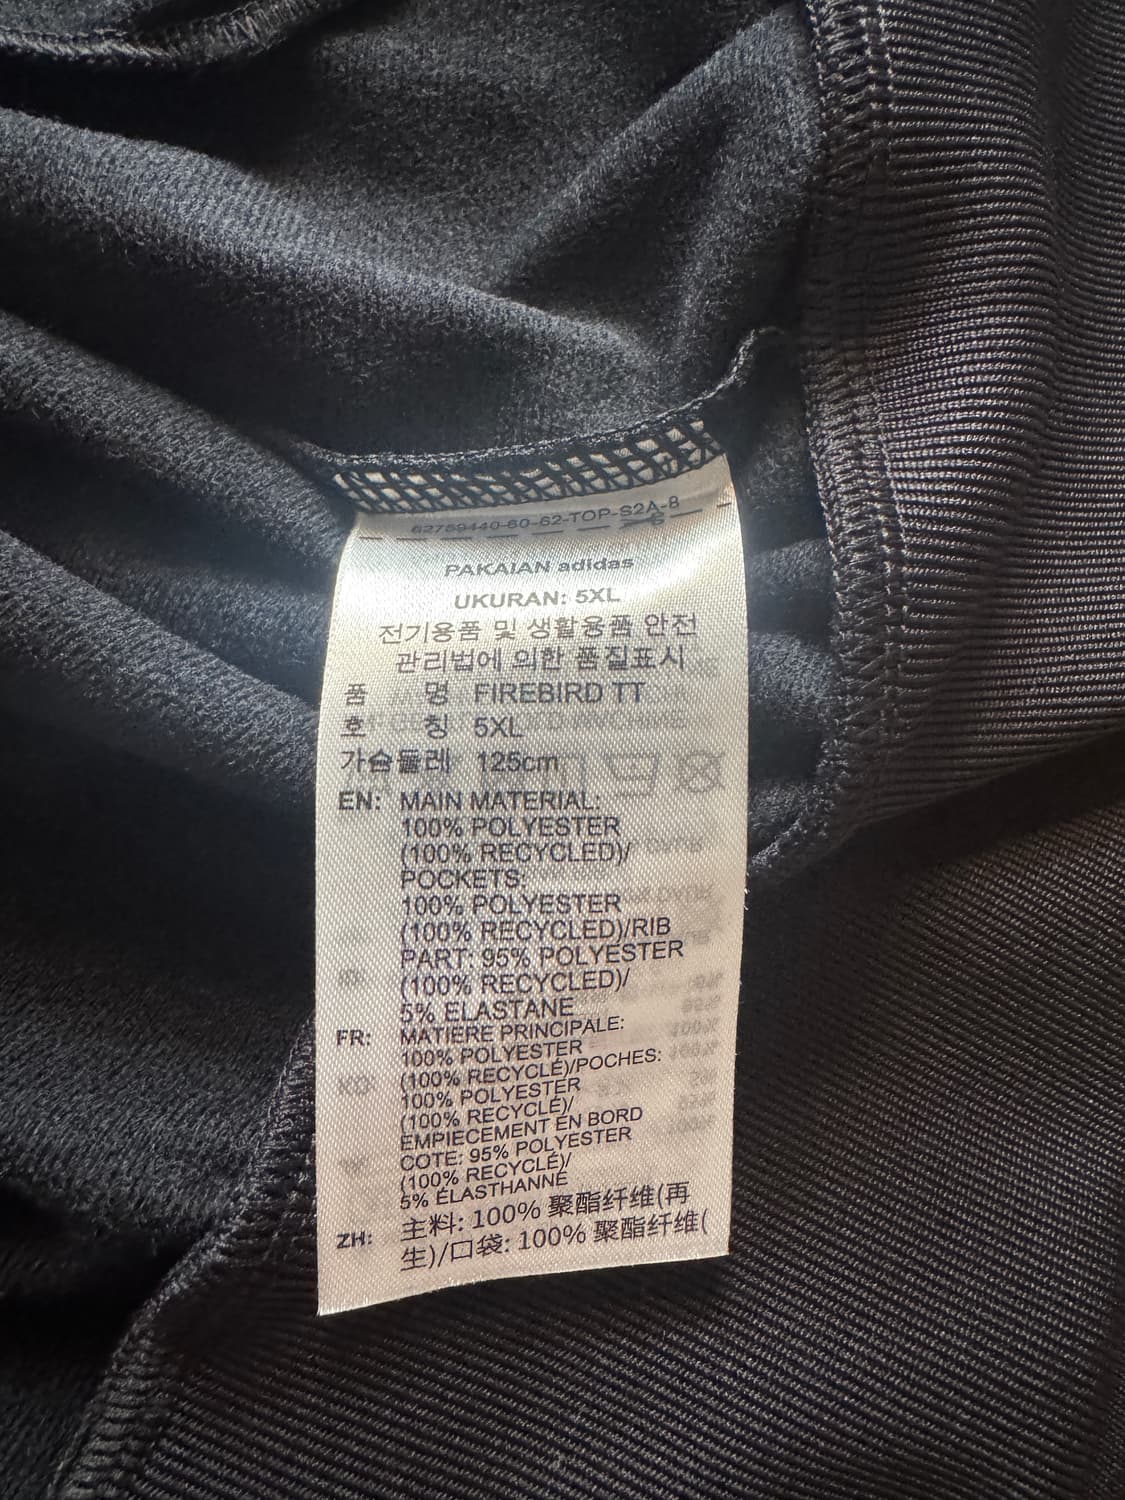 62759440-60-62-TOP-S2A-8
PAKAIAN adidas
UKURAN: 5XL
전기용품 및 생활용품 안전
관리법에 의한 품질표시
품 명 FIREBIRD TT
호 칭 5XL
가슴둘레 125cm
EN: MAIN MATERIAL:
100% POLYESTER
(100% RECYCLED)/
POCKETS:
100% POLYESTER
(100% RECYCLED)/RIB
PART: 95% POLYESTER
(100% RECYCLED)/
5% ELASTANE
FR: MATIERE PRINCIPALE:
100% POLYESTER
(100% RECYCLÉ)/POCHES:
100% POLYESTER
(100% RECYCLÉ)/
EMPIECEMENT EN BORD
COTE: 95% POLYESTER
(100% RECYCLÉ)/
5% ÉLASTHANNE
ZH: 主料: 100% 聚酯纤维(再
生)/口袋: 100% 聚酯纤维(